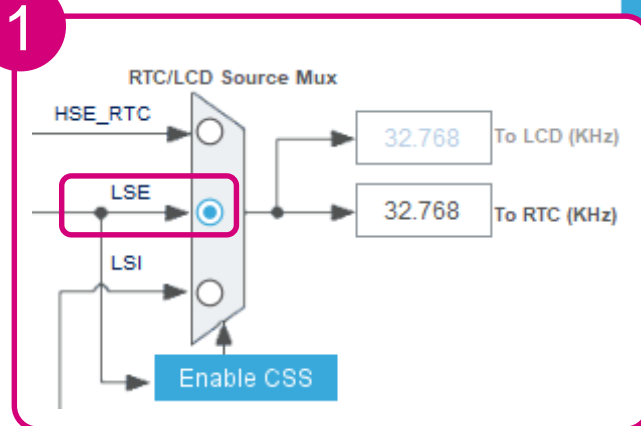 1
RTC/LCD Source Mux
HSE_RTC
32.768 To LCD (KHz)
LSE
32.768 To RTC (KHz)
LSI
Enable CSS